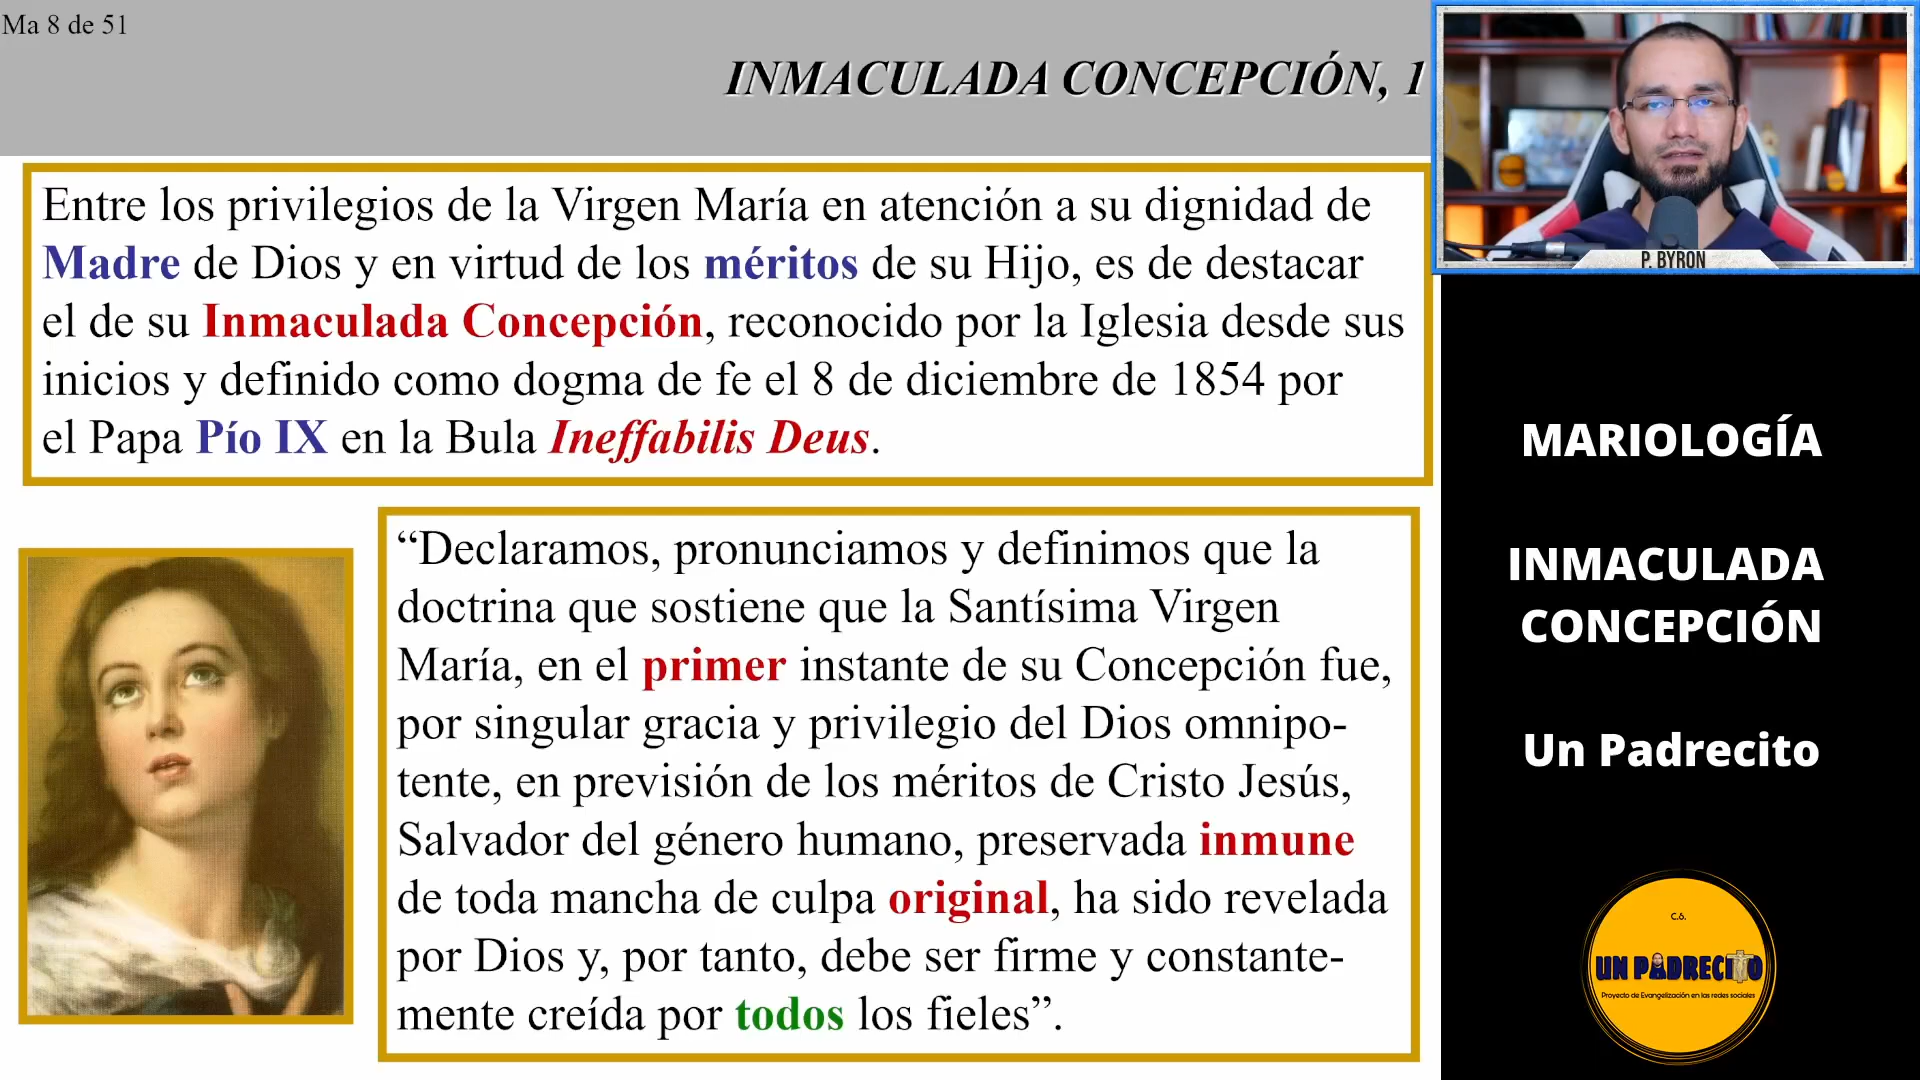 Ma 8 de 51
INMACULADA CONCEPCIÓN, 1
Entre los privilegios de la Virgen María en atención a su dignidad de
Madre de Dios y en virtud de los méritos de su Hijo, es de destacar
el de su Inmaculada Concepción, reconocido por la Iglesia desde sus
inicios y definido como dogma de fe el 8 de diciembre de 1854 por
el Papa Pío IX en la Bula Ineffabilis Deus.
“Declaramos, pronunciamos y definimos que la
doctrina que sostiene que la Santísima Virgen
María, en el primer instante de su Concepción fue,
por singular gracia y privilegio del Dios omnipo-
tente, en previsión de los méritos de Cristo Jesús,
Salvador del género humano, preservada inmune
de toda mancha de culpa original, ha sido revelada
por Dios y, por tanto, debe ser firme y constante-
mente creída por todos los fieles”.
P. BYRON
MARIOLOGÍA
INMACULADA
CONCEPCIÓN
Un Padrecito
C.6.
UN PADRECITO
Proyecto de Evangelización en las redes sociales